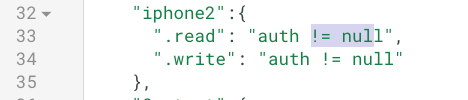 32 "iphone2":{
33 ".read": "auth != null",
34 ".write": "auth != null"
35 },